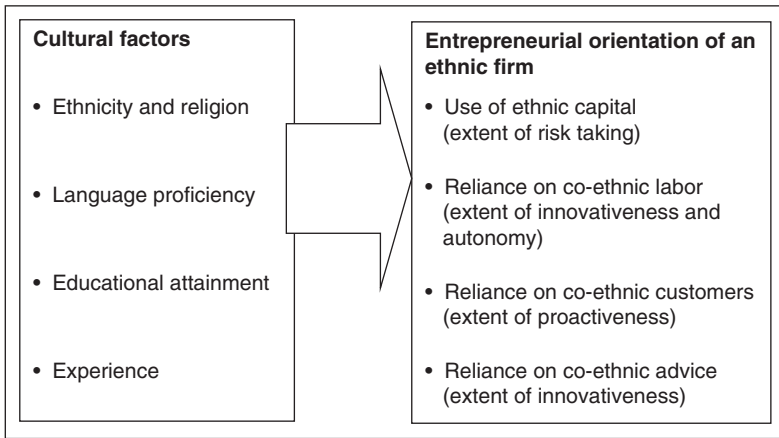 Cultural factors
• Ethnicity and religion
• Language proficiency
• Educational attainment
• Experience
Entrepreneurial orientation of an
ethnic firm
• Use of ethnic capital
(extent of risk taking)
• Reliance on co-ethnic labor
(extent of innovativeness and
autonomy)
• Reliance on co-ethnic customers
(extent of proactiveness)
• Reliance on co-ethnic advice
(extent of innovativeness)